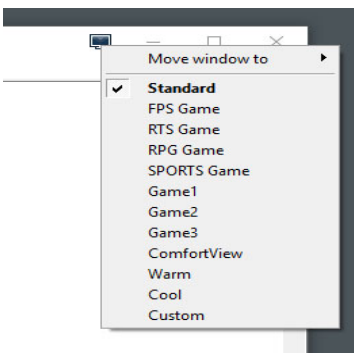 Move window to
Standard
FPS Game
RTS Game
RPG Game
SPORTS Game
Game1
Game2
Game3
ComfortView
Warm
Cool
Custom